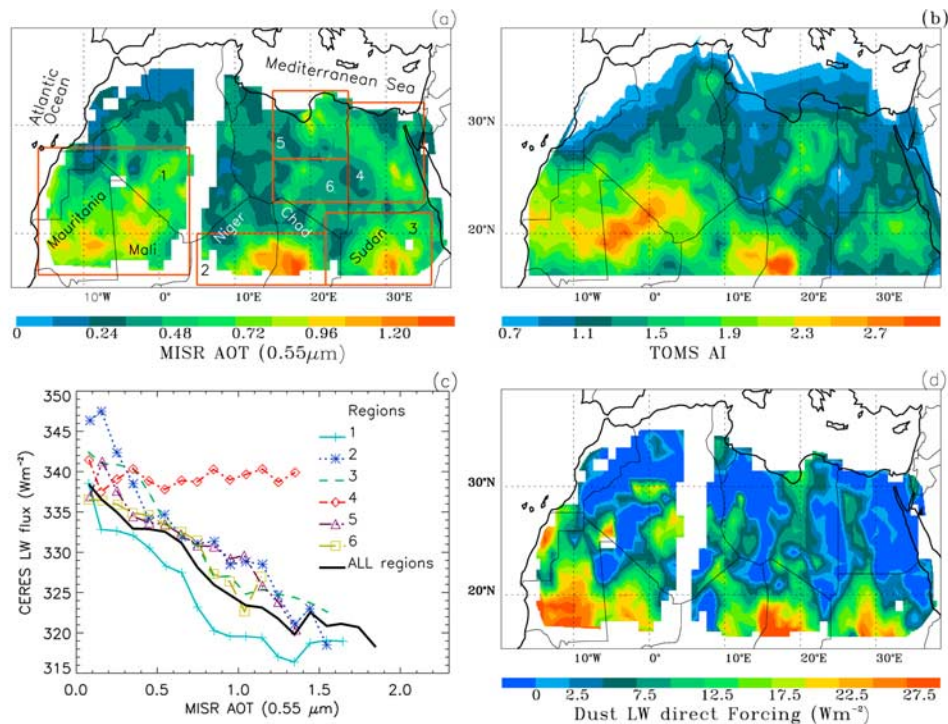 (a)
Atlantic
Ocean
Mediterranean Sea
5
4
1
6
Mauritania
Mali
Niger
Chad
Sudan
3
2
10°W 0° 10°E 20°E 30°E
0 0.24 0.48 0.72 0.96 1.20
MISR AOT (0.55μm)
(b)
30°N
20°N
10°W 0° 10°E 20°E 30°E
0.7 1.1 1.5 1.9 2.3 2.7
TOMS AI
(c)
350
345
340
335
330
325
320
315
CERES LW flux (Wm⁻²)
Regions
1
2
3
4
5
6
ALL regions
0.0 0.5 1.0 1.5 2.0
MISR AOT (0.55 μm)
(d)
30°N
20°N
10°W 0° 10°E 20°E 30°E
0 2.5 7.5 12.5 17.5 22.5 27.5
Dust LW direct Forcing (Wm⁻²)